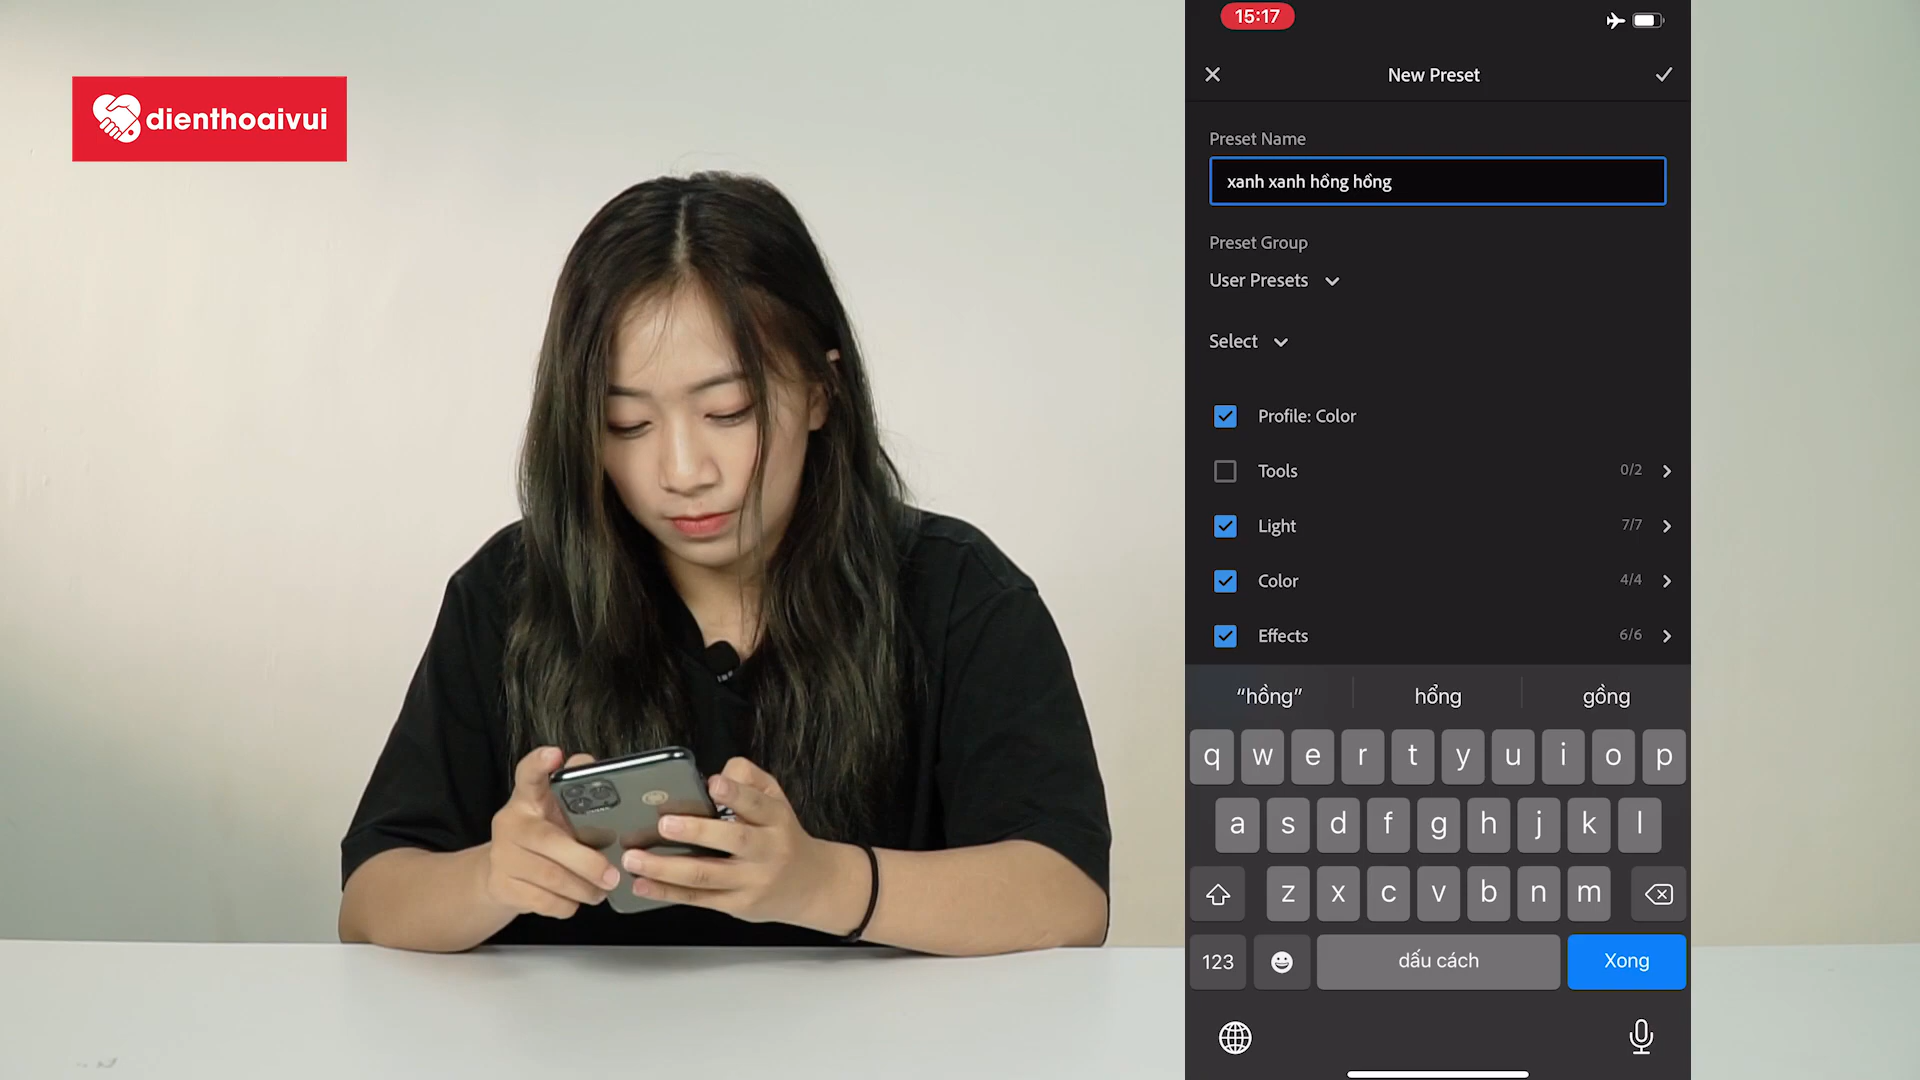 dienthoaivui
15:17
New Preset
Preset Name
xanh xanh hồng hồng
Preset Group
User Presets
Select
Profile: Color
Tools 0/2
Light 7/7
Color 4/4
Effects 6/6
“hồng” hổng gồng
q w e r t y u i o p
a s d f g h j k l
z x c v b n m
123 dấu cách Xong